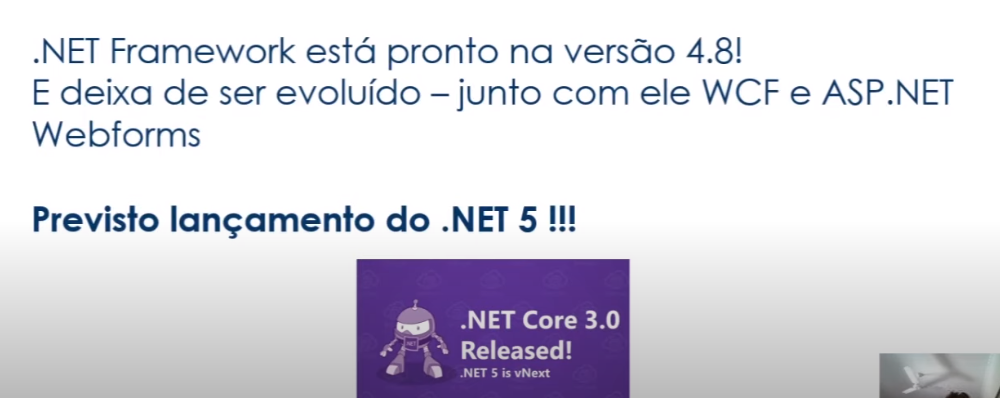 .NET Framework está pronto na versão 4.8!
E deixa de ser evoluído – junto com ele WCF e ASP.NET
Webforms
Previsto lançamento do .NET 5 !!!
.NET Core 3.0
Released!
.NET 5 is vNext
.NET